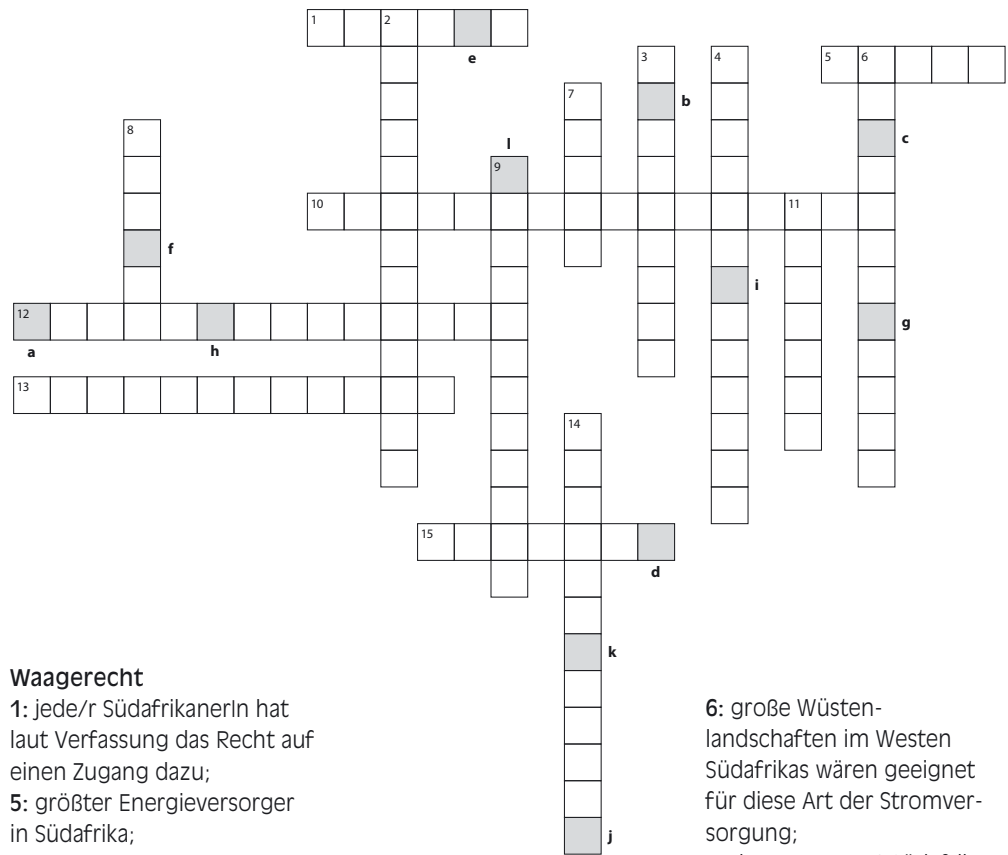 1
2
e
3
4
5
6
7
b
8
l
c
9
10
11
f
i
12
g
a
h
13
14
15
d
k
j
Waagerecht
1: jede/r SüdafrikanerIn hat
laut Verfassung das Recht auf
einen Zugang dazu;
5: größter Energieversorger
in Südafrika;
6: große Wüsten-
landschaften im Westen
Südafrikas wären geeignet
für diese Art der Stromver-
sorgung;